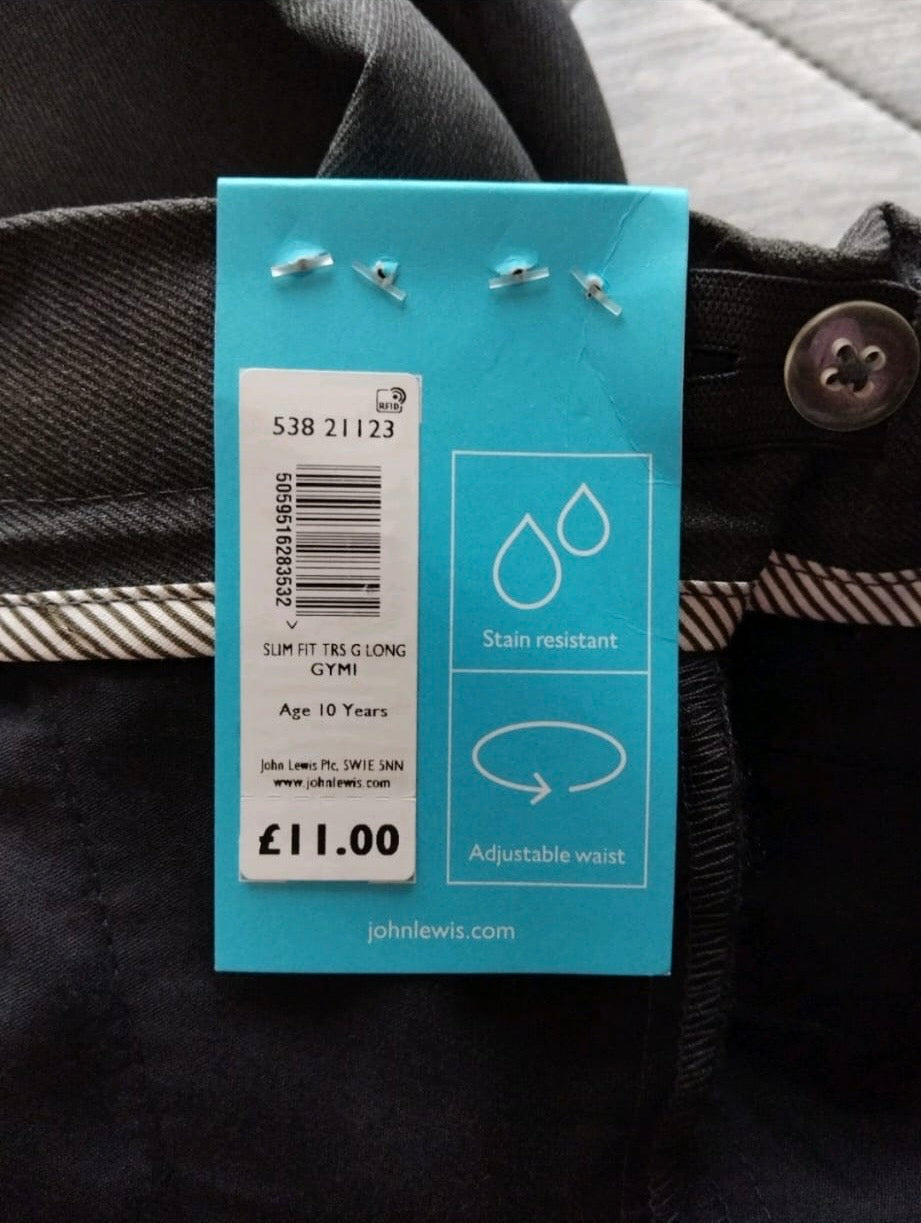 RFID
538 21123
5059516283532
SLIM FIT TRS G LONG
GYM1
Age 10 Years
John Lewis Plc, SW1E 5NN
www.johnlewis.com
£11.00
Stain resistant
Adjustable waist
johnlewis.com